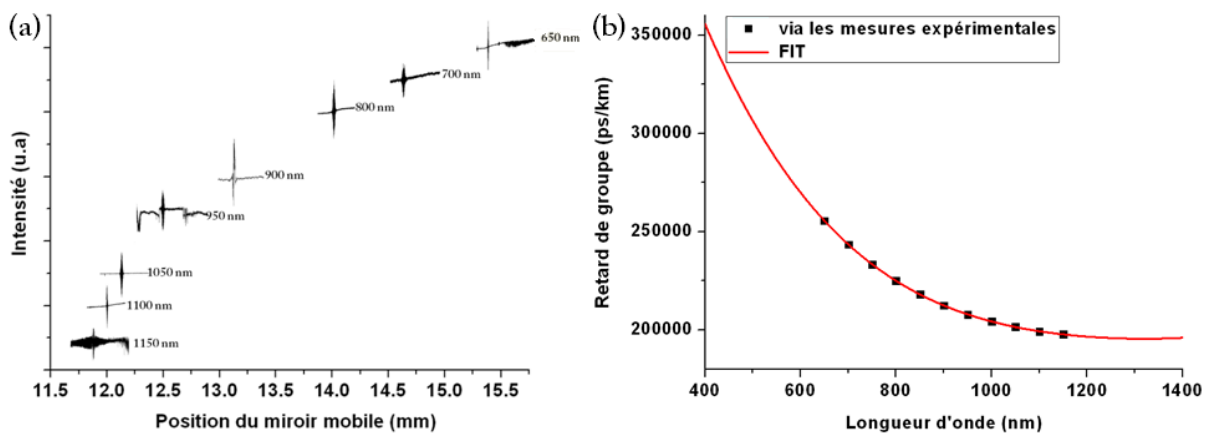 (a)
Intensité (u.a)
650 nm
700 nm
800 nm
900 nm
950 nm
1050 nm
1100 nm
1150 nm
11.5 12.0 12.5 13.0 13.5 14.0 14.5 15.0 15.5
Position du miroir mobile (mm)
(b)
via les mesures expérimentales
FIT
Retard de groupe (ps/km)
350000
300000
250000
200000
400 600 800 1000 1200 1400
Longueur d'onde (nm)